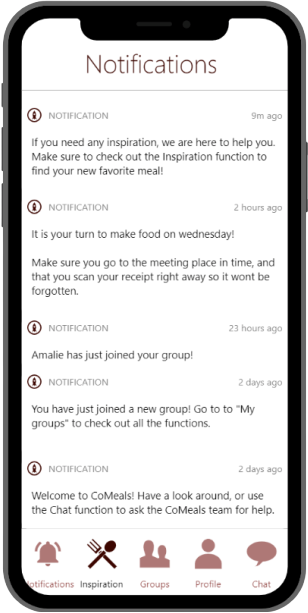 Notifications
NOTIFICATION 9m ago
If you need any inspiration, we are here to help you.
Make sure to check out the Inspiration function to
find your new favorite meal!
NOTIFICATION 2 hours ago
It is your turn to make food on wednesday!
Make sure you go to the meeting place in time, and
that you scan your receipt right away so it wont be
forgotten.
NOTIFICATION 23 hours ago
Amalie has just joined your group!
NOTIFICATION 2 days ago
You have just joined a new group! Go to to "My
groups" to check out all the functions.
NOTIFICATION 2 days ago
Welcome to CoMeals! Have a look around, or use
the Chat function to ask the CoMeals team for help.
Notifications Inspiration Groups Profile Chat